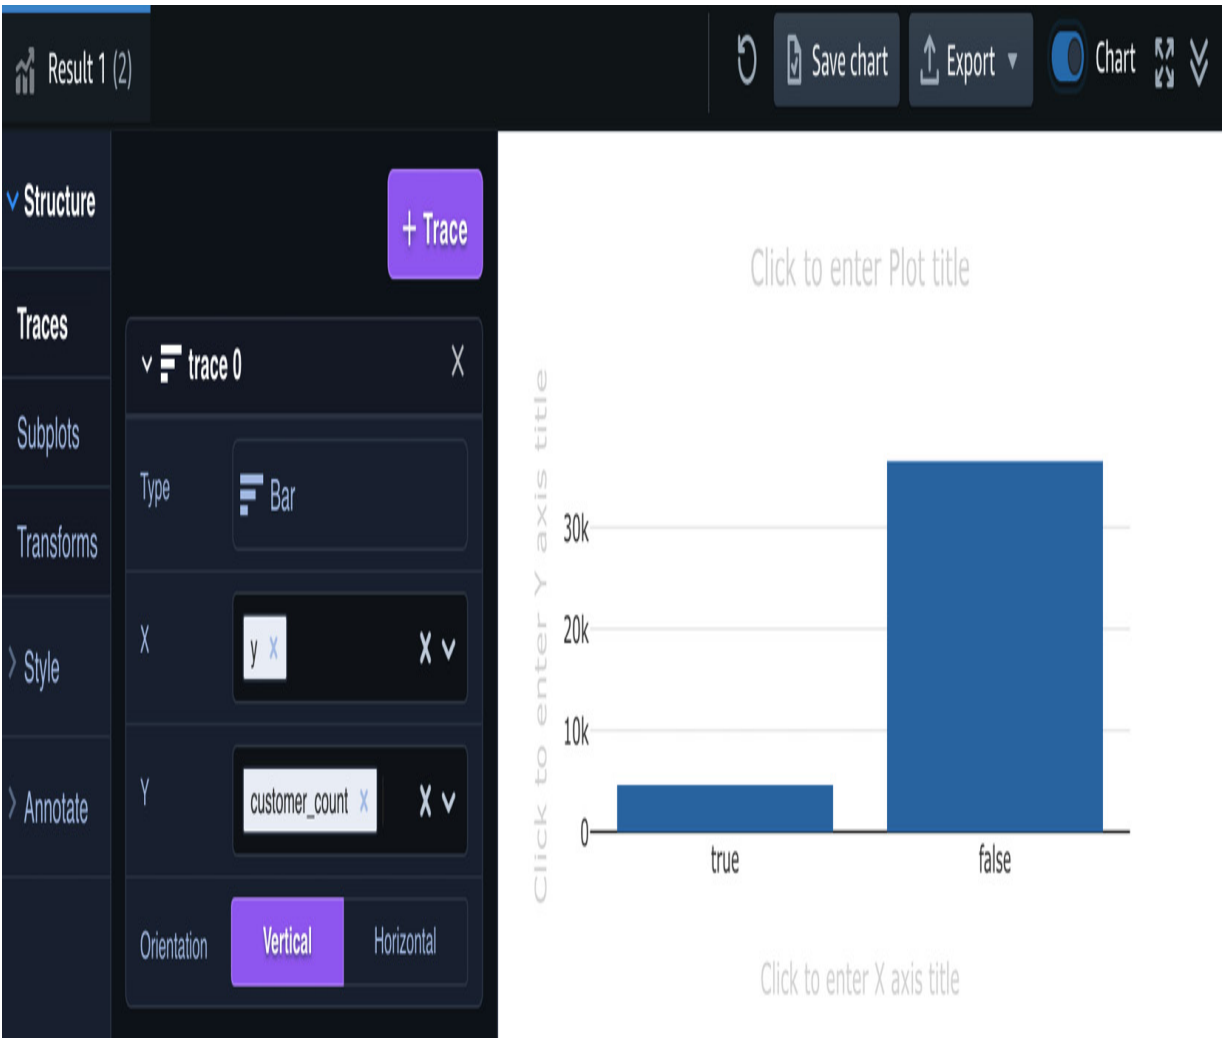 Result 1 (2)
Save chart
Export
Chart
Structure
Traces
Subplots
Transforms
Style
Annotate
+ Trace
trace 0
Type
Bar
X
y x
Y
customer_count x
Orientation
Vertical
Horizontal
Click to enter Plot title
Click to enter Y axis title
30k
20k
10k
0
true
false
Click to enter X axis title